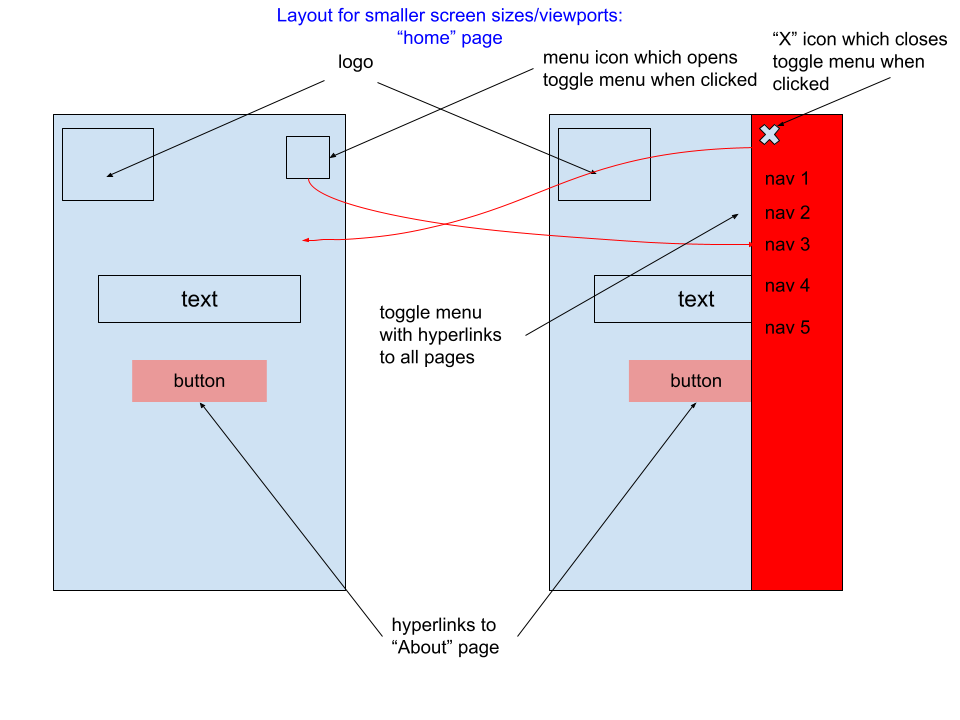 Layout for smaller screen sizes/viewports:
“home” page
logo
menu icon which opens
toggle menu when clicked
“X” icon which closes
toggle menu when
clicked
nav 1
nav 2
nav 3
nav 4
nav 5
text
text
toggle menu
with hyperlinks
to all pages
button
button
hyperlinks to
“About” page